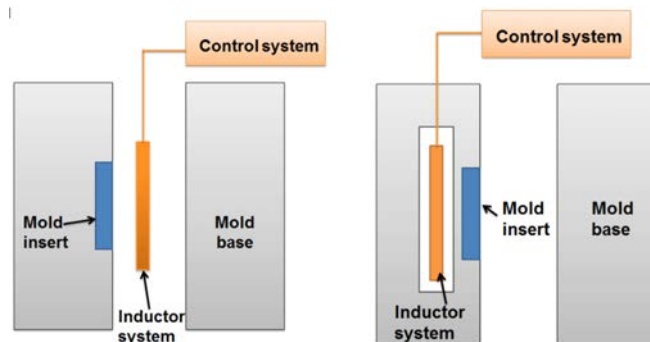 Control system
Mold
insert
Mold
base
Inductor
system
Control system
Mold
insert
Mold
base
Inductor
system